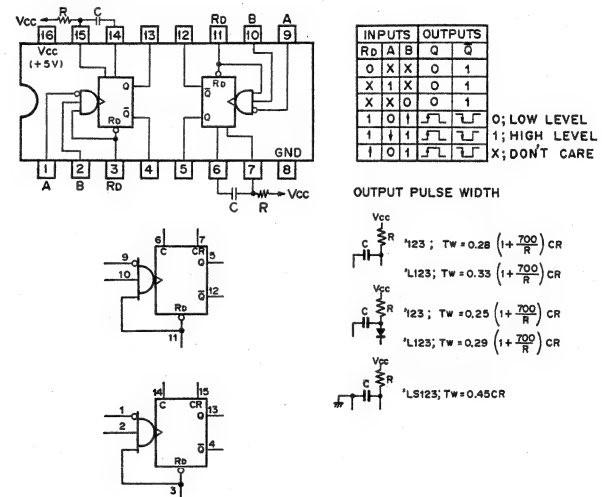 Vcc R C RD B A
16 15 14 13 12 11 10 9
Vcc
(+5V)
Q Q̅
RD
Q̅ Q
RD
GND
1 2 3 4 5 6 7 8
A B RD
C R Vcc
INPUTS OUTPUTS
RD A B Q Q̅
0 X X 0 1
X 1 X 0 1
X X 0 0 1
1 0 ↑ 0; LOW LEVEL
1 ↓ 1 1; HIGH LEVEL
↑ 0 1 X; DON'T CARE
OUTPUT PULSE WIDTH
Vcc
R
C
'123; TW = 0.28 (1+700/R) CR
'L123; TW = 0.33 (1+700/R) CR
Vcc
R
C
'123; TW = 0.25 (1+700/R) CR
'L123; TW = 0.29 (1+700/R) CR
Vcc
R
C
'LS123; TW = 0.45CR
6 7
C CR
9 Q 5
10
Q̅ 12
RD
11
14 15
C CR
1 Q 13
2
Q̅ 4
RD
3